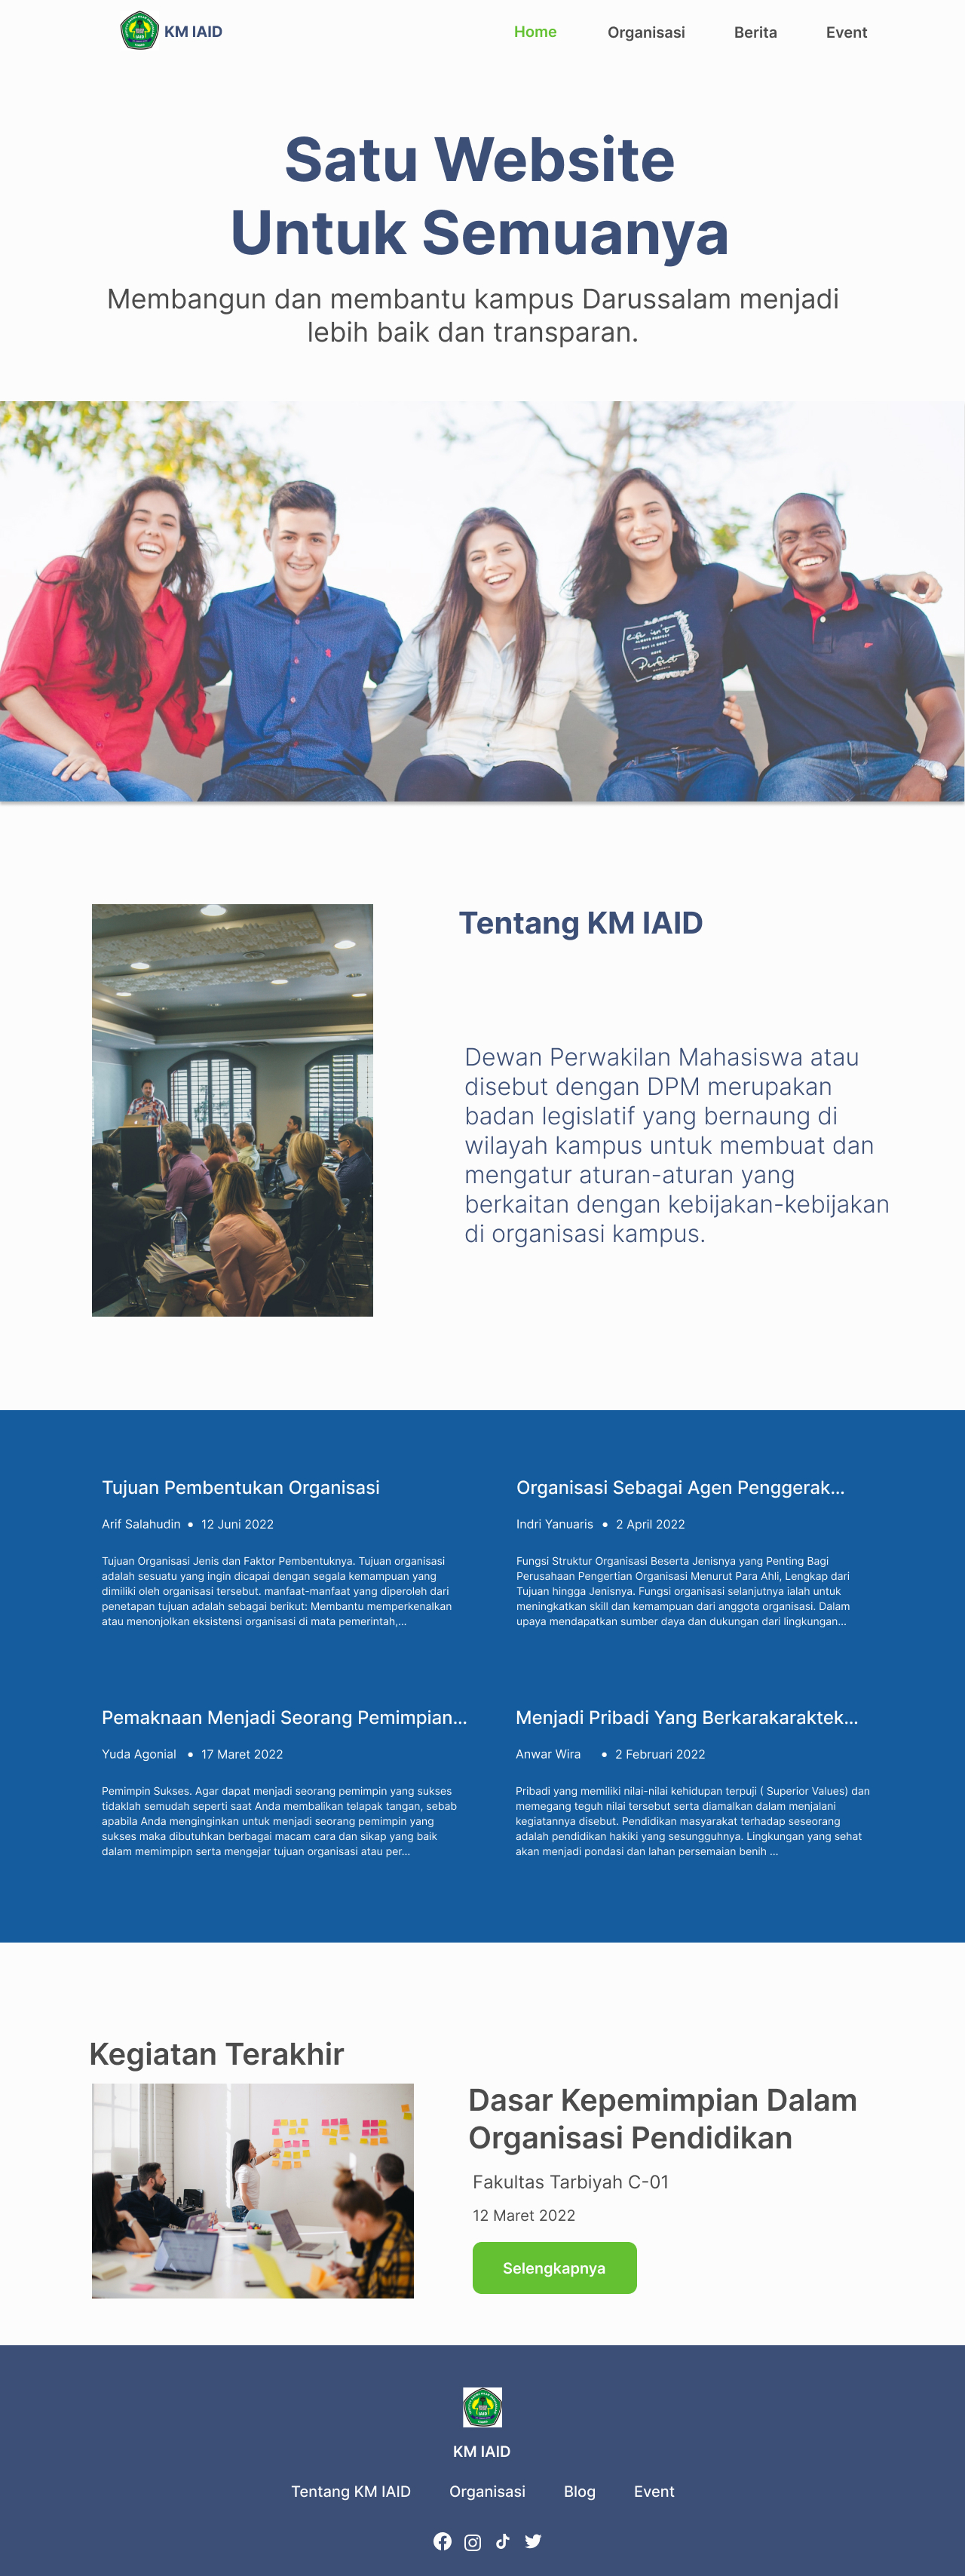 KM IAID
Home
Organisasi
Berita
Event
Satu Website
Untuk Semuanya
Membangun dan membantu kampus Darussalam menjadi
lebih baik dan transparan.
Tentang KM IAID
Dewan Perwakilan Mahasiswa atau
disebut dengan DPM merupakan
badan legislatif yang bernaung di
wilayah kampus untuk membuat dan
mengatur aturan-aturan yang
berkaitan dengan kebijakan-kebijakan
di organisasi kampus.
Tujuan Pembentukan Organisasi
Arif Salahudin • 12 Juni 2022
Tujuan Organisasi Jenis dan Faktor Pembentuknya. Tujuan organisasi
adalah sesuatu yang ingin dicapai dengan segala kemampuan yang
dimiliki oleh organisasi tersebut. manfaat-manfaat yang diperoleh dari
penetapan tujuan adalah sebagai berikut: Membantu memperkenalkan
atau menonjolkan eksistensi organisasi di mata pemerintah,...
Organisasi Sebagai Agen Penggerak...
Indri Yanuaris • 2 April 2022
Fungsi Struktur Organisasi Beserta Jenisnya yang Penting Bagi
Perusahaan Pengertian Organisasi Menurut Para Ahli, Lengkap dari
Tujuan hingga Jenisnya. Fungsi organisasi selanjutnya ialah untuk
meningkatkan skill dan kemampuan dari anggota organisasi. Dalam
upaya mendapatkan sumber daya dan dukungan dari lingkungan...
Pemaknaan Menjadi Seorang Pemimpian...
Yuda Agonial • 17 Maret 2022
Pemimpin Sukses. Agar dapat menjadi seorang pemimpin yang sukses
tidaklah semudah seperti saat Anda membalikan telapak tangan, sebab
apabila Anda menginginkan untuk menjadi seorang pemimpin yang
sukses maka dibutuhkan berbagai macam cara dan sikap yang baik
dalam memimpipn serta mengejar tujuan organisasi atau per...
Menjadi Pribadi Yang Berkarakaraktek...
Anwar Wira • 2 Februari 2022
Pribadi yang memiliki nilai-nilai kehidupan terpuji ( Superior Values) dan
memegang teguh nilai tersebut serta diamalkan dalam menjalani
kegiatannya disebut. Pendidikan masyarakat terhadap seseorang
adalah pendidikan hakiki yang sesungguhnya. Lingkungan yang sehat
akan menjadi pondasi dan lahan persemaian benih ...
Kegiatan Terakhir
Dasar Kepemimpian Dalam
Organisasi Pendidikan
Fakultas Tarbiyah C-01
12 Maret 2022
Selengkapnya
KM IAID
Tentang KM IAID
Organisasi
Blog
Event